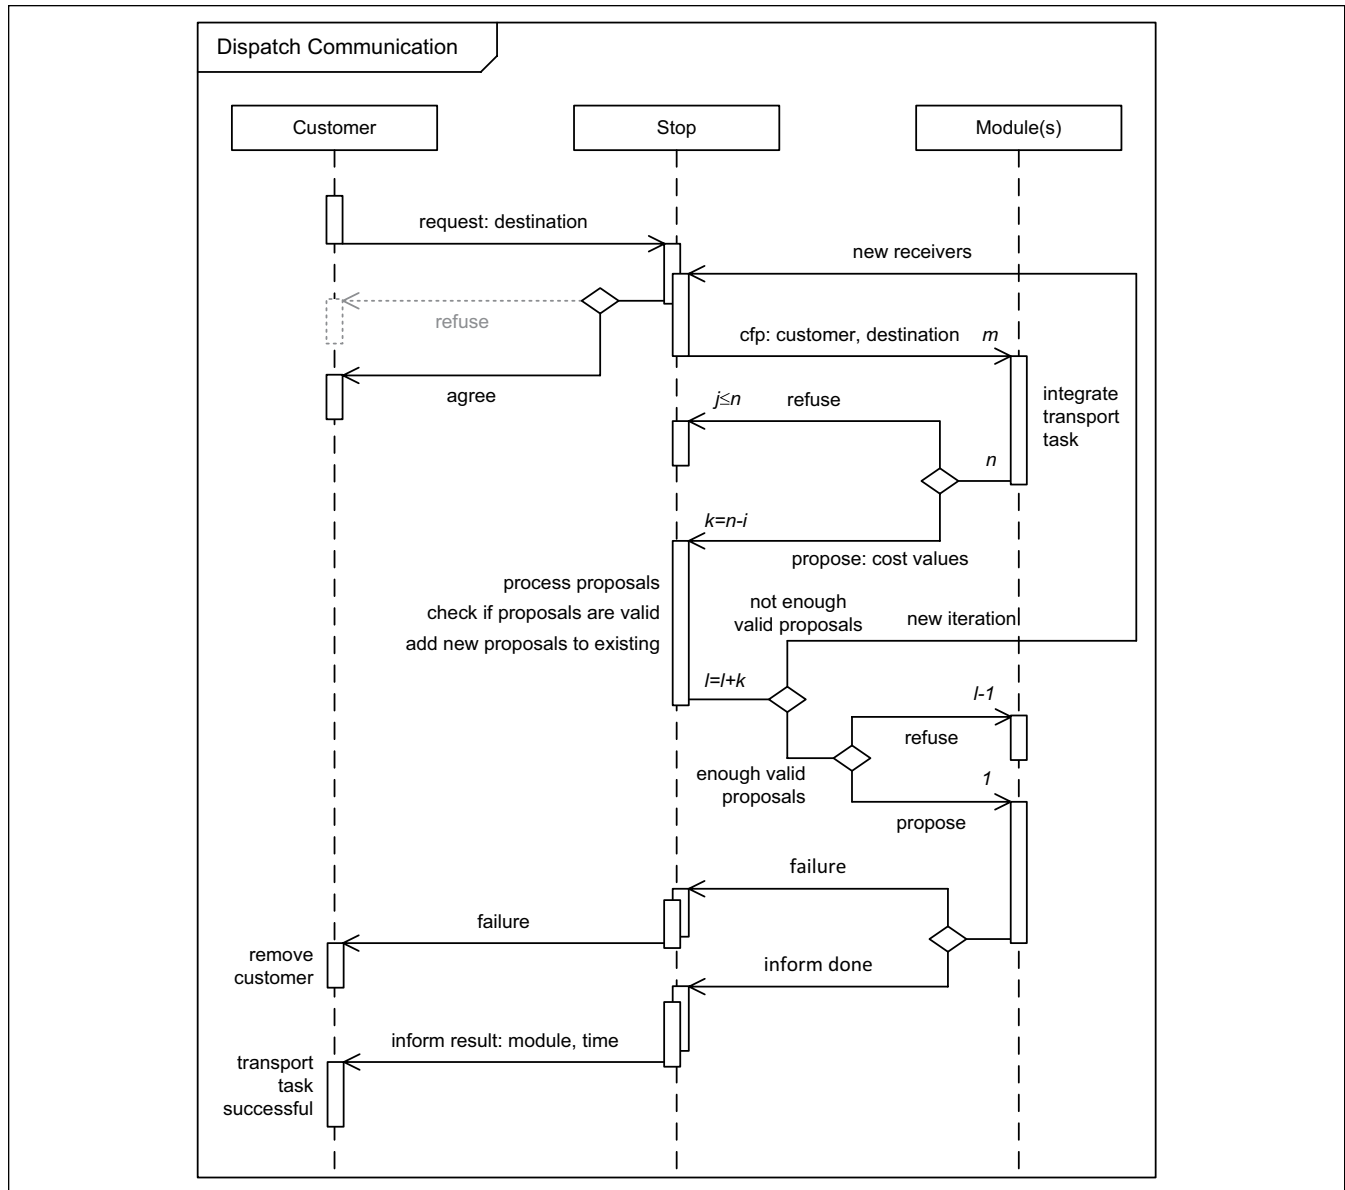 Dispatch Communication
Customer
Stop
Module(s)
request: destination
new receivers
refuse
cfp: customer, destination
m
agree
integrate
transport
task
j≤n
refuse
n
k=n-i
propose: cost values
process proposals
check if proposals are valid
add new proposals to existing
not enough
valid proposals
new iteration
l=l+k
l-1
refuse
enough valid
proposals
1
propose
failure
failure
remove
customer
inform done
inform result: module, time
transport
task
successful